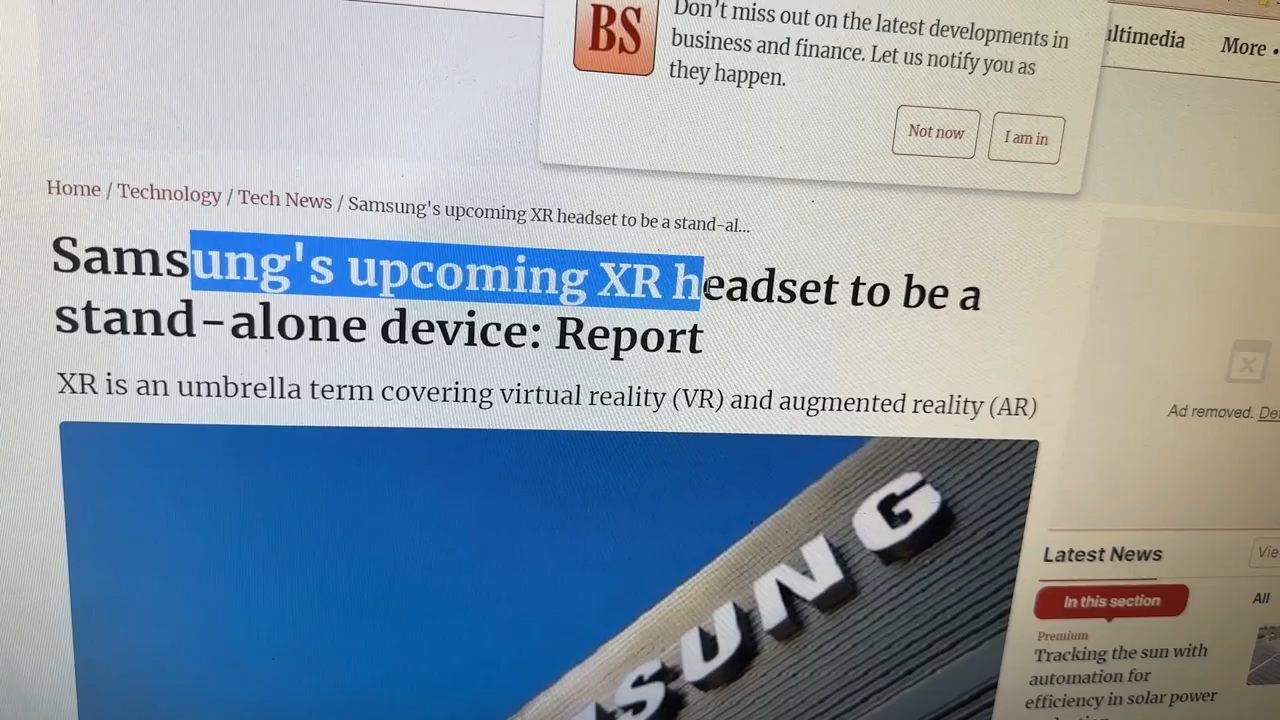 BS
Don't miss out on the latest developments in
business and finance. Let us notify you as
they happen.
Not now
I am in
More
Home / Technology / Tech News / Samsung's upcoming XR headset to be a stand-al...
Samsung's upcoming XR headset to be a
stand-alone device: Report
XR is an umbrella term covering virtual reality (VR) and augmented reality (AR)
SUNG
Ad removed.
Latest News
In this section
All
Premium
Tracking the sun with
automation for
efficiency in solar power